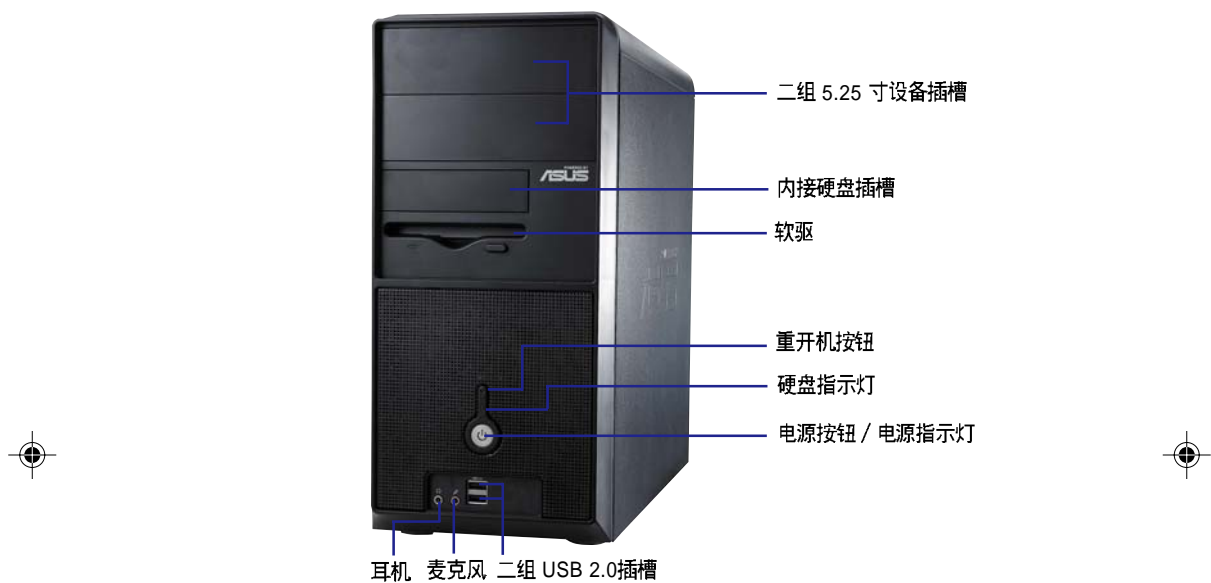 二组 5.25 寸设备插槽
ASUS
内接硬盘插槽
软驱
重开机按钮
硬盘指示灯
电源按钮 / 电源指示灯
耳机 麦克风 二组 USB 2.0插槽